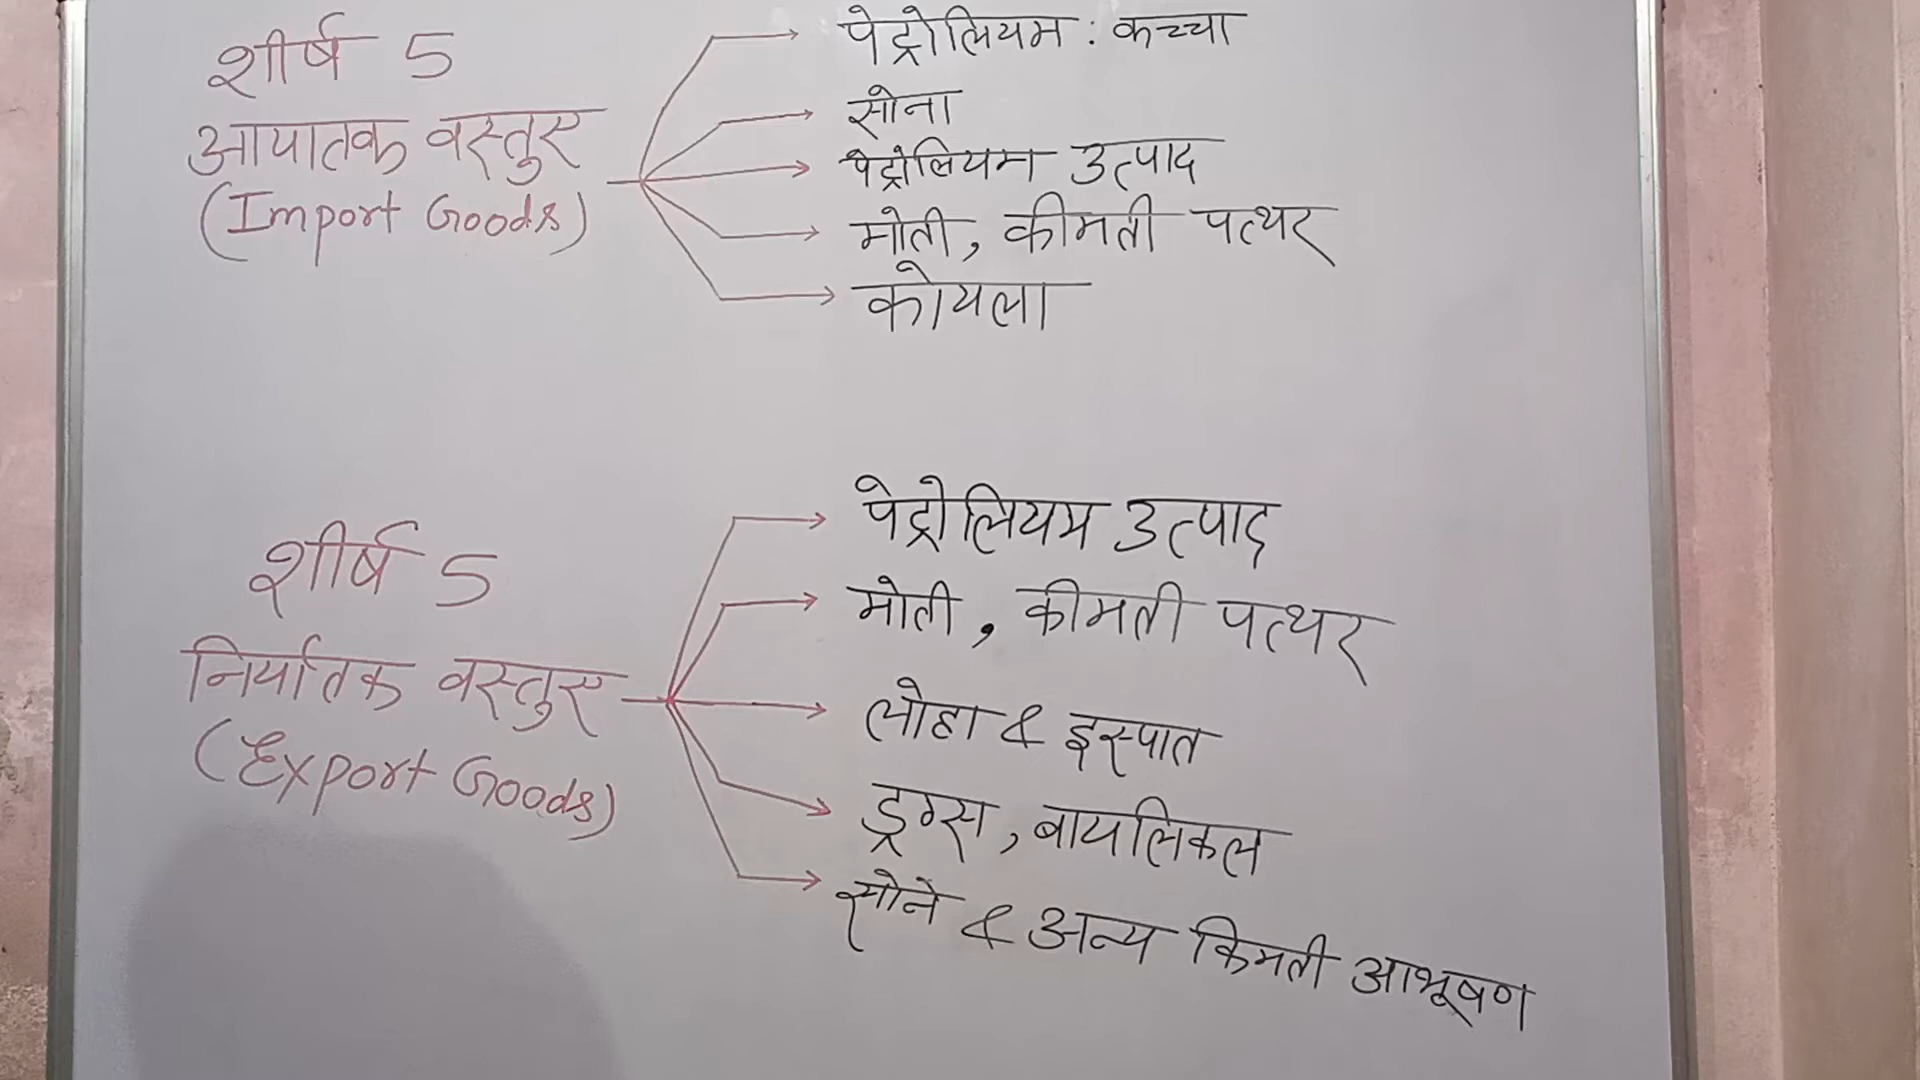 शीर्ष 5
आयातक वस्तुए
(Import Goods)
पेट्रोलियम : कच्चा
सोना
पेट्रोलियम उत्पाद
मोती, कीमती पत्थर
कोयला
शीर्ष 5
निर्यातक वस्तुए
(Export Goods)
पेट्रोलियम उत्पाद
मोती, कीमती पत्थर
लोहा & इस्पात
ड्रग्स, बायलिकल
सोने & अन्य किमती आभूषण